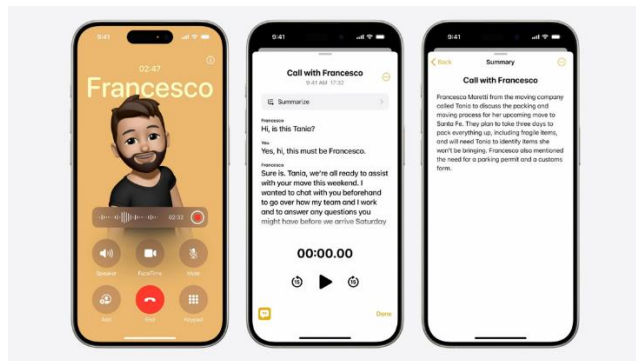 9:41
02:47
Francesco
02:32
Speaker
FaceTime
Mute
Add
End
Keypad
9:41
Call with Francesco
9:41 AM 17:32
Summarize
Francesco
Hi, is this Tania?
You
Yes, hi, this must be Francesco.
Francesco
Sure is. Tania, we're all ready to assist
with your move this weekend. I
wanted to chat with you beforehand
to go over how my team and I work
and to answer any questions you
might have before we arrive Saturday
00:00.00
15
15
Done
9:41
Back
Summary
Call with Francesco
Francesco Moretti from the moving company
called Tania to discuss the packing and
moving process for her upcoming move to
Santa Fe. They plan to take three days to
pack everything up, including fragile items,
and will need Tania to identify items she
won't be bringing. Francesco also mentioned
the need for a parking permit and a customs
form.